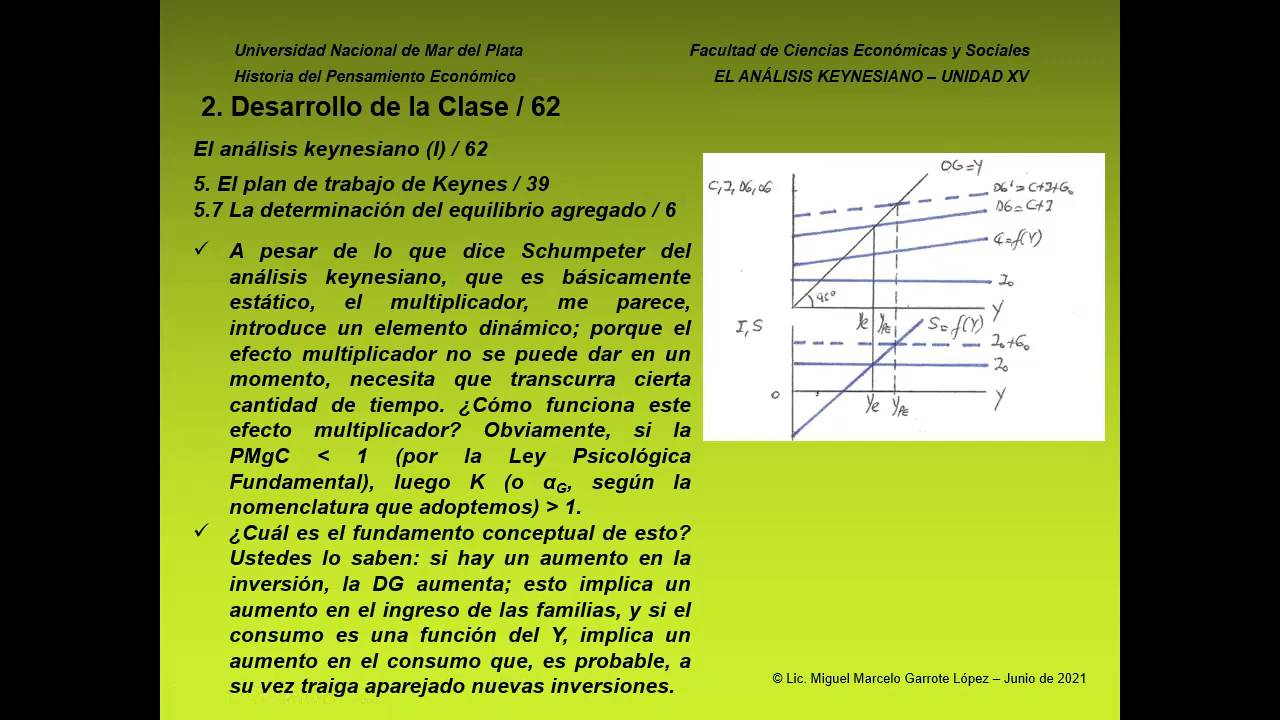 Universidad Nacional de Mar del Plata
Facultad de Ciencias Económicas y Sociales
Historia del Pensamiento Económico
EL ANÁLISIS KEYNESIANO – UNIDAD XV
2. Desarrollo de la Clase / 62
El análisis keynesiano (I) / 62
5. El plan de trabajo de Keynes / 39
5.7 La determinación del equilibrio agregado / 6
✓ A pesar de lo que dice Schumpeter del
análisis keynesiano, que es básicamente
estático, el multiplicador, me parece,
introduce un elemento dinámico; porque el
efecto multiplicador no se puede dar en un
momento, necesita que transcurra cierta
cantidad de tiempo. ¿Cómo funciona este
efecto multiplicador? Obviamente, si la
PMgC < 1 (por la Ley Psicológica
Fundamental), luego K (o αG, según la
nomenclatura que adoptemos) > 1.
✓ ¿Cuál es el fundamento conceptual de esto?
Ustedes lo saben: si hay un aumento en la
inversión, la DG aumenta; esto implica un
aumento en el ingreso de las familias, y si el
consumo es una función del Y, implica un
aumento en el consumo que, es probable, a
su vez traiga aparejado nuevas inversiones.
OG=Y
C, I, DG, OG
DG'=C+I+G₀
DG=C+I
C=f(Y)
I₀
45°
Y
Ye
YPE
I, S
S=f(Y)
I₀+G₀
I₀
0
Ye
YPE
Y
© Lic. Miguel Marcelo Garrote López – Junio de 2021